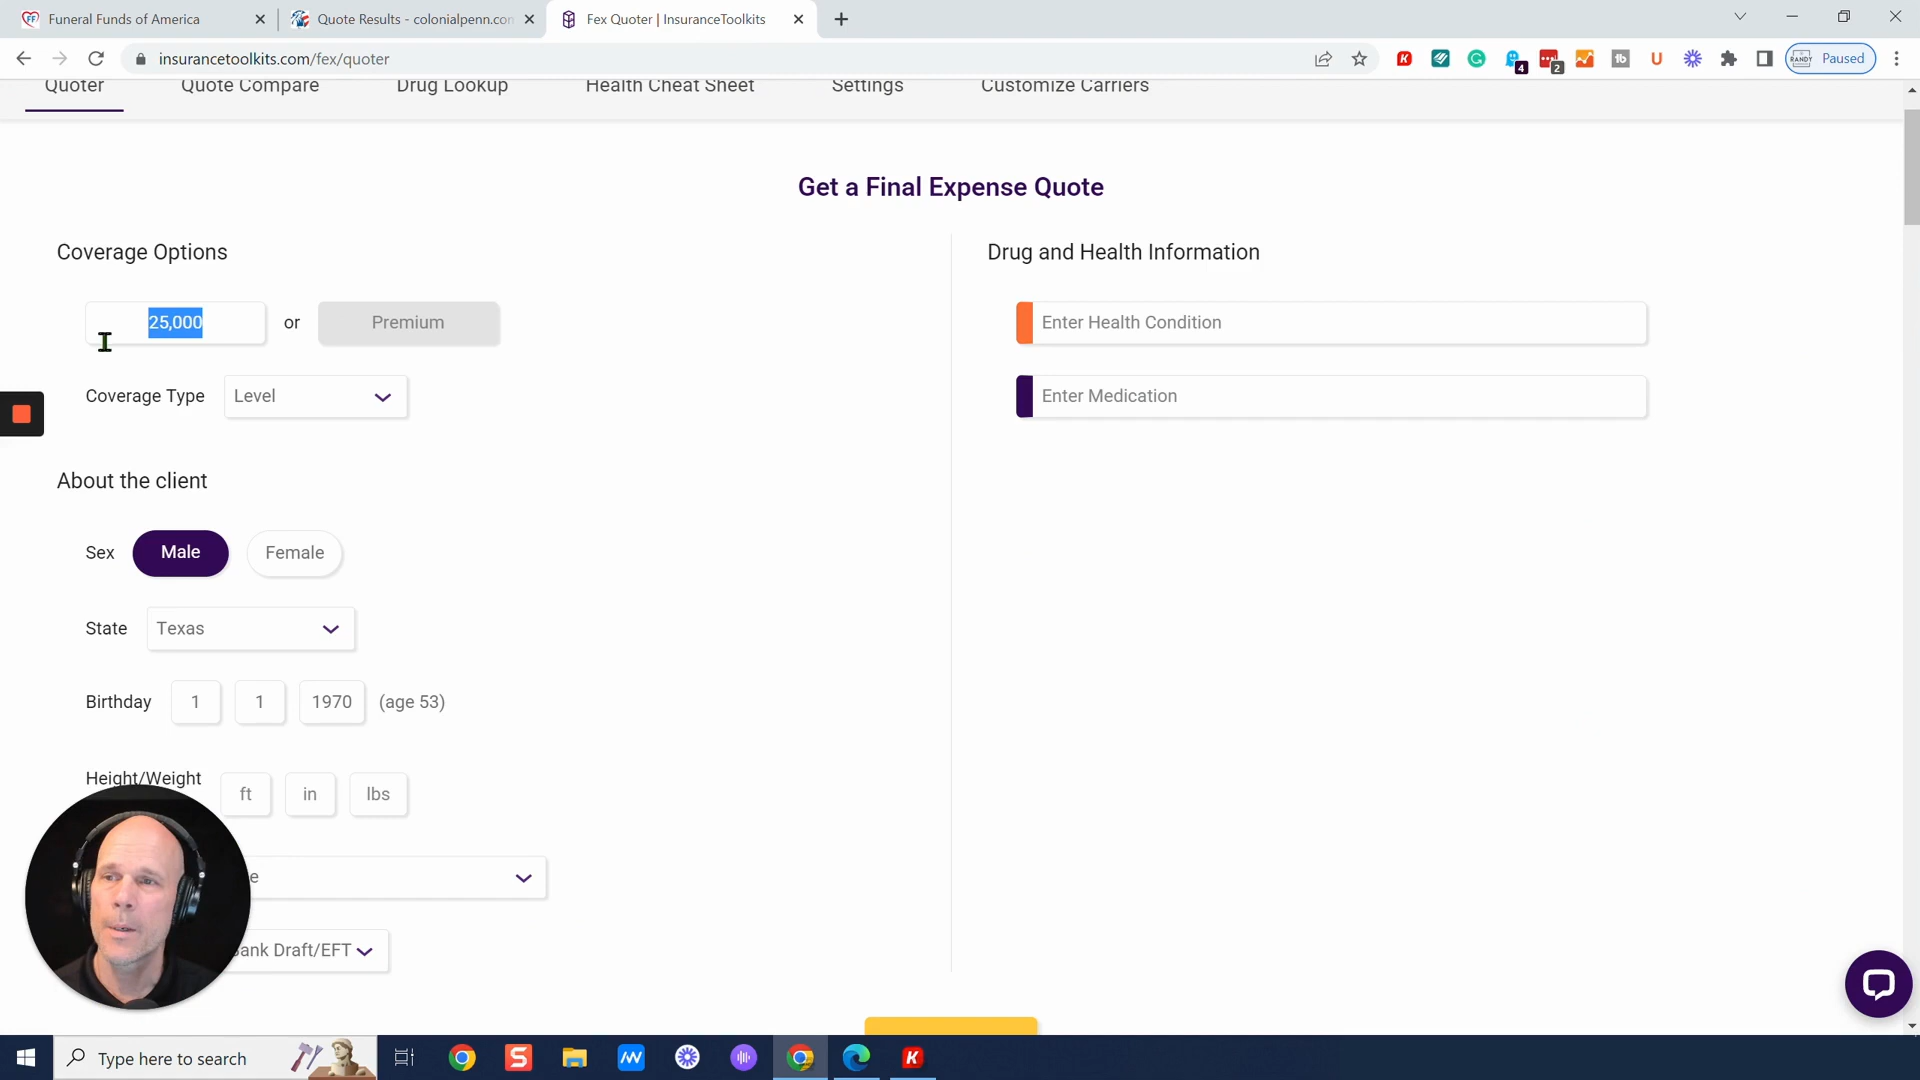 Funeral Funds of America
Quote Results - colonialpenn.con
Fex Quoter | InsuranceToolkits
insurancetoolkits.com/fex/quoter
4
2
RANDY
Paused
Quoter
Quote Compare
Drug Lookup
Health Cheat Sheet
Settings
Customize Carriers
Get a Final Expense Quote
Coverage Options
Drug and Health Information
25,000
or
Premium
Enter Health Condition
Coverage Type
Level
Enter Medication
About the client
Sex
Male
Female
State
Texas
Birthday
1
1
1970
(age 53)
Height/Weight
ft
in
lbs
e
ank Draft/EFT
Type here to search